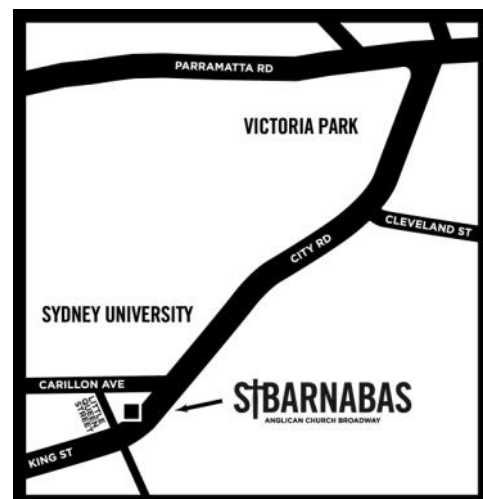 PARRAMATTA RD
VICTORIA PARK
CLEVELAND ST
CITY RD
SYDNEY UNIVERSITY
CARILLON AVE
LITTLE
QUEEN
STREET
ST BARNABAS
ANGLICAN CHURCH BROADWAY
KING ST